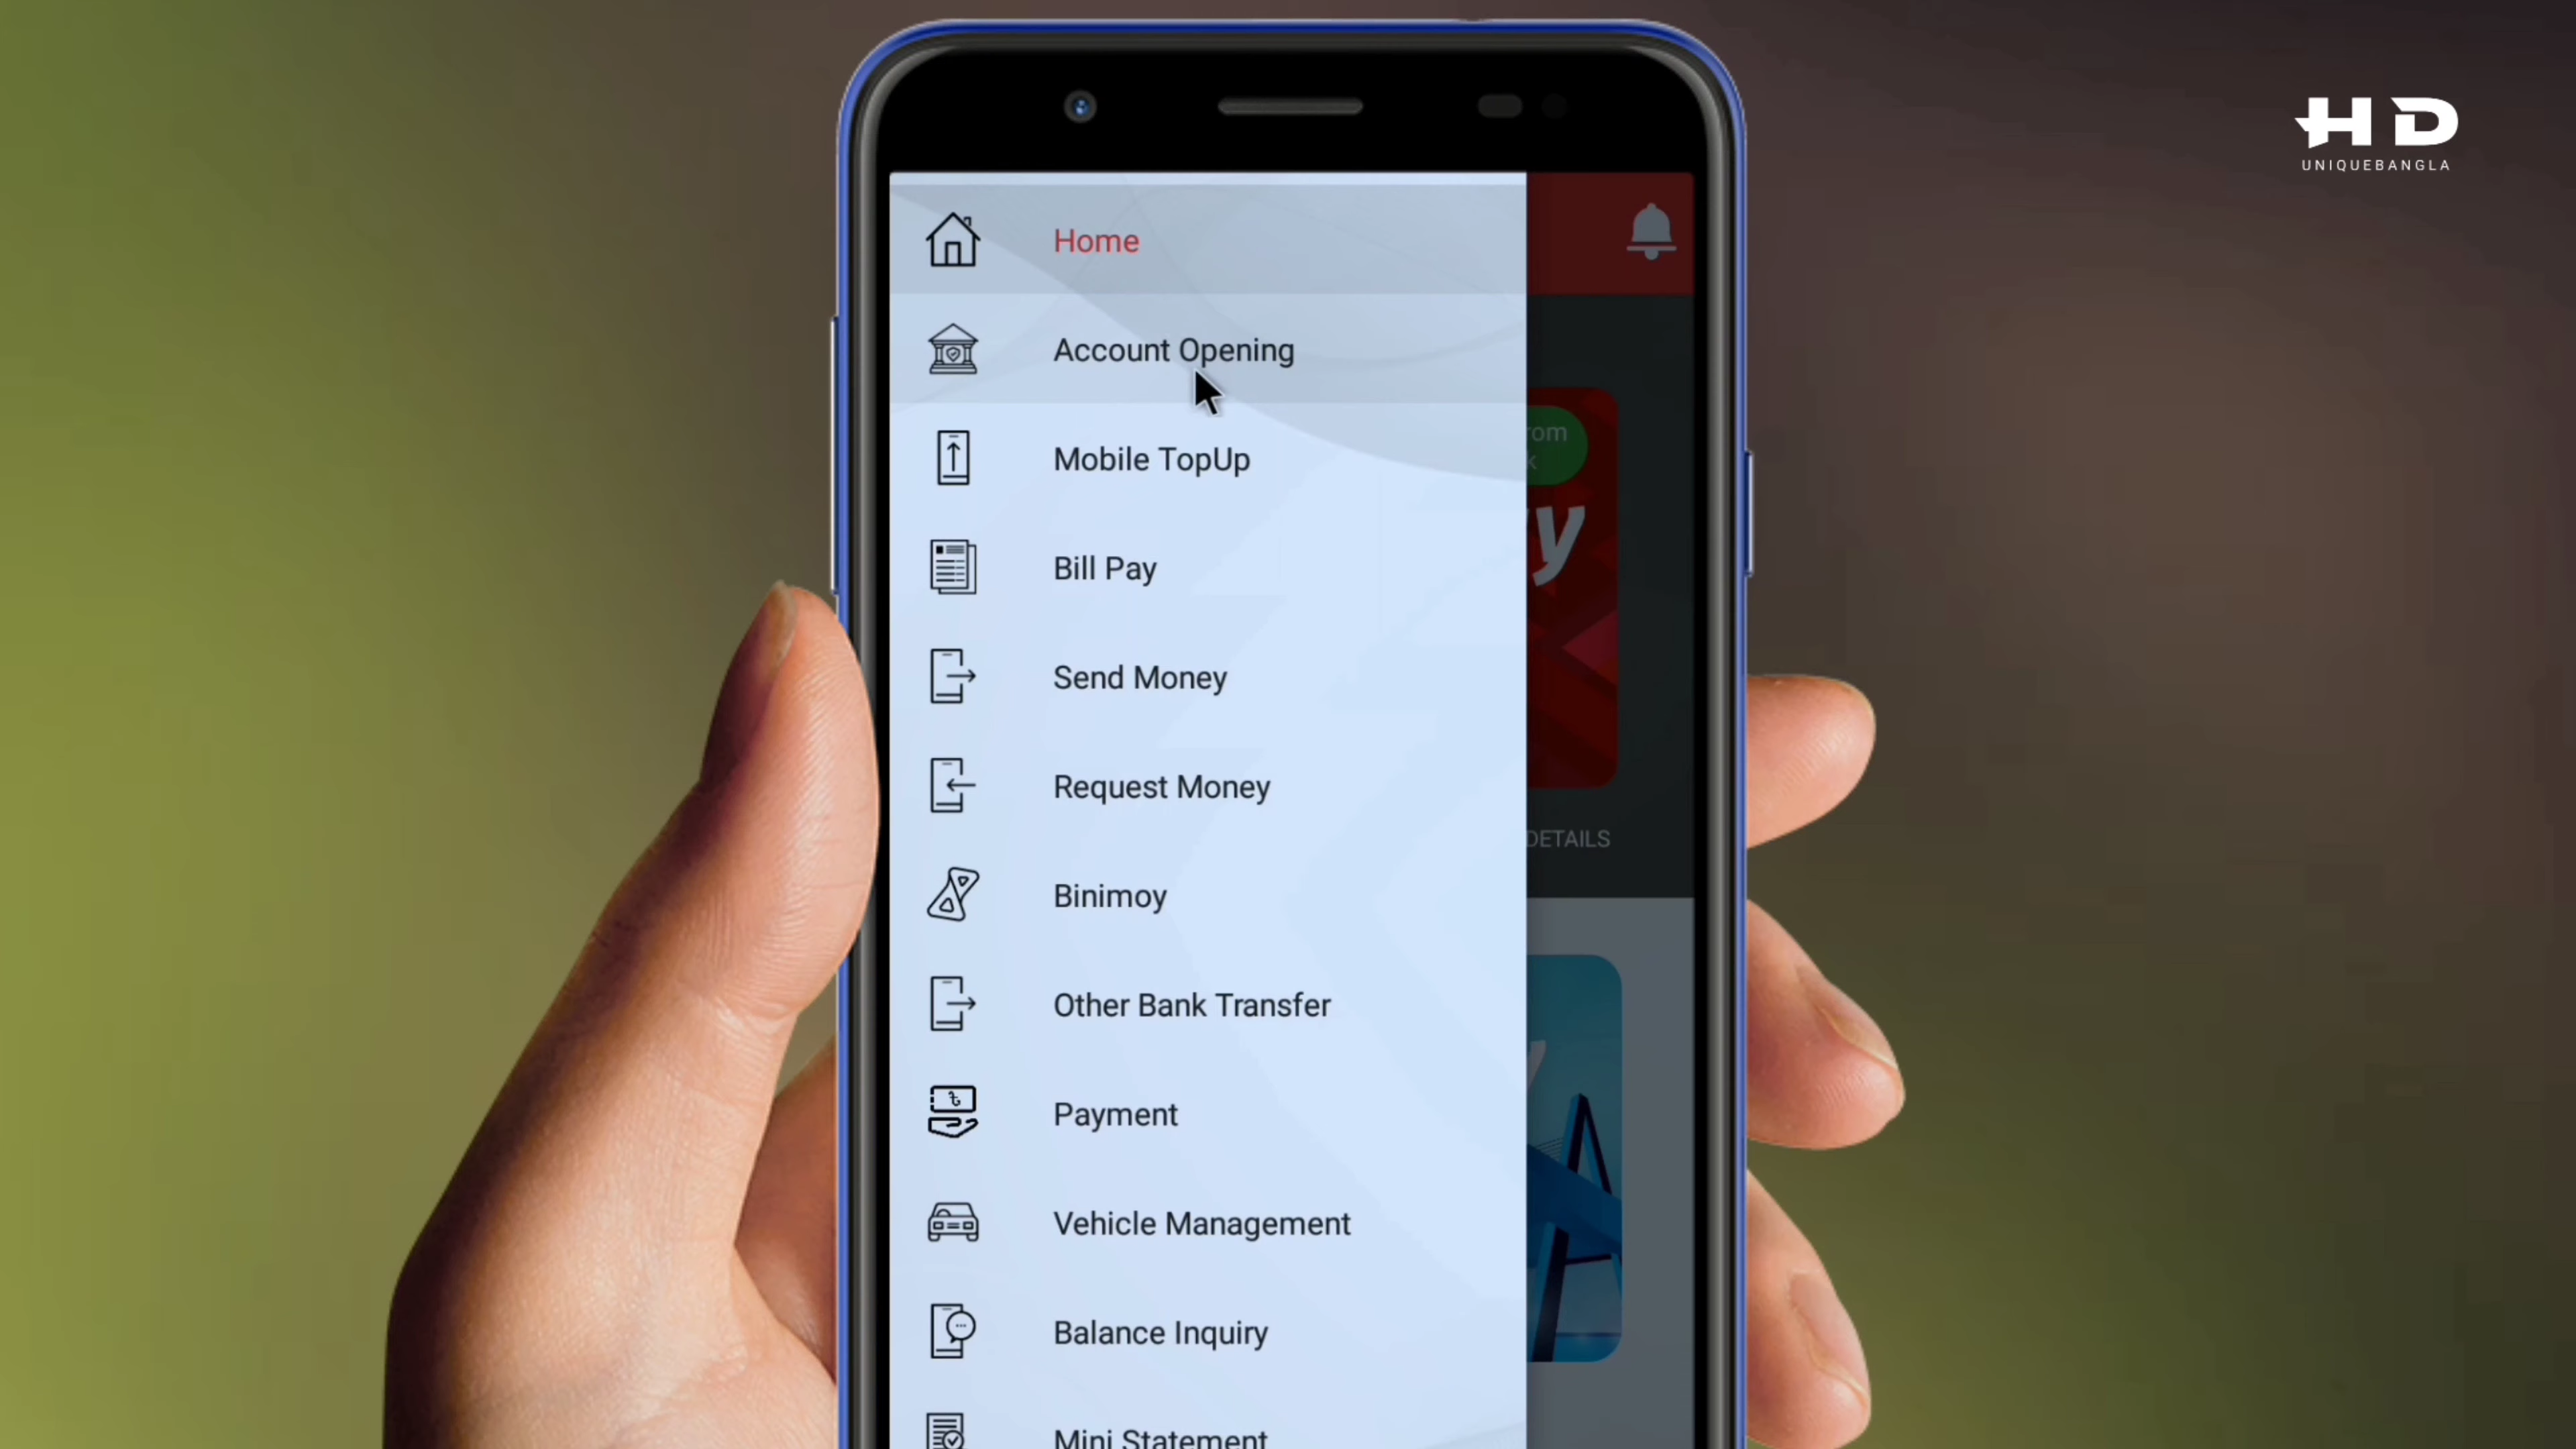 HD
UNIQUEBANGLA
Home
Account Opening
Mobile TopUp
Bill Pay
Send Money
Request Money
Binimoy
Other Bank Transfer
Payment
Vehicle Management
Balance Inquiry
Mini Statement
DETAILS